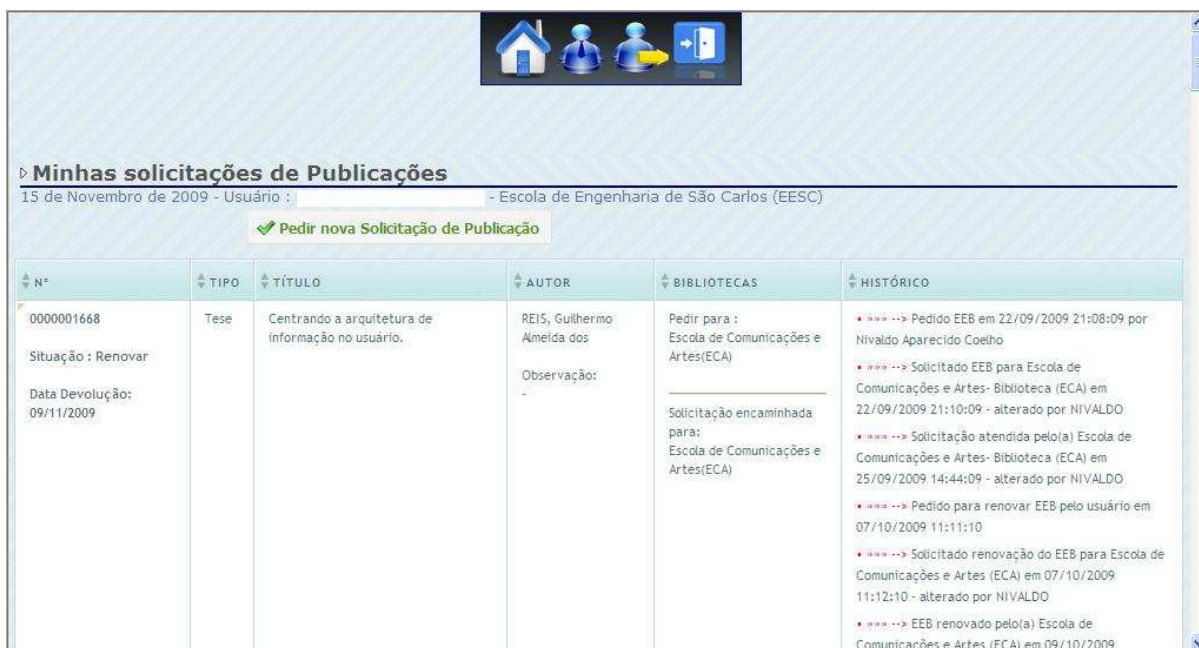 Minhas solicitações de Publicações
15 de Novembro de 2009 - Usuário : - Escola de Engenharia de São Carlos (EESC)
Pedir nova Solicitação de Publicação
N° TIPO TÍTULO AUTOR BIBLIOTECAS HISTÓRICO
0000001668
Situação : Renovar
Data Devolução:
09/11/2009
Tese
Centrando a arquitetura de
informação no usuário.
REIS, Guilhermo
Almeida dos
Observação:
-
Pedir para :
Escola de Comunicações e
Artes(ECA)
Solicitação encaminhada
para:
Escola de Comunicações e
Artes(ECA)
• »»» --> Pedido EEB em 22/09/2009 21:08:09 por
Nivaldo Aparecido Coelho
• »»» --> Solicitado EEB para Escola de
Comunicações e Artes- Biblioteca (ECA) em
22/09/2009 21:10:09 - alterado por NIVALDO
• »»» --> Solicitação atendida pelo(a) Escola de
Comunicações e Artes- Biblioteca (ECA) em
25/09/2009 14:44:09 - alterado por NIVALDO
• »»» --> Pedido para renovar EEB pelo usuário em
07/10/2009 11:11:10
• »»» --> Solicitado renovação do EEB para Escola de
Comunicações e Artes (ECA) em 07/10/2009
11:12:10 - alterado por NIVALDO
• »»» --> EEB renovado pelo(a) Escola de
Comunicações e Artes (ECA) em 09/10/2009